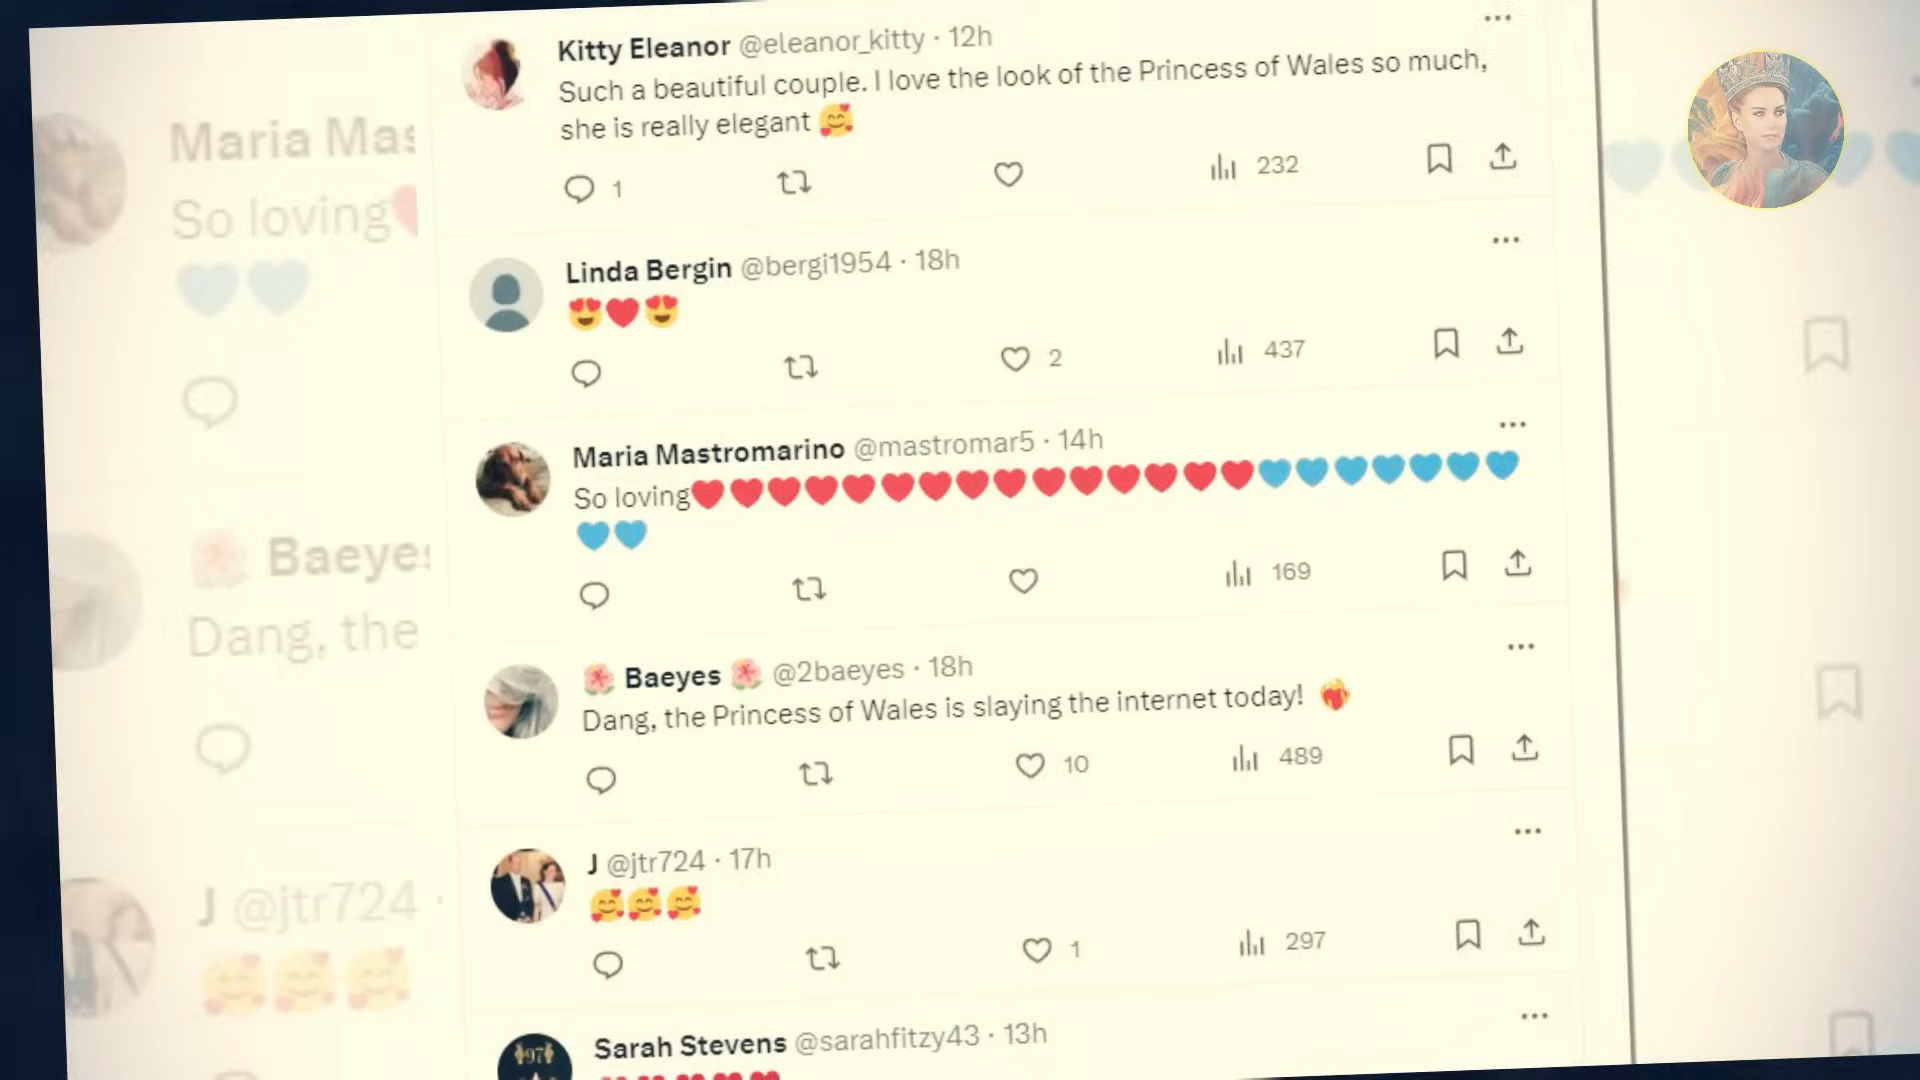 Kitty Eleanor @eleanor_kitty · 12h
Such a beautiful couple. I love the look of the Princess of Wales so much,
she is really elegant 🥰
1
232
Linda Bergin @bergi1954 · 18h
😍❤️😍
2
437
Maria Mastromarino @mastromar5 · 14h
So loving❤️❤️❤️❤️❤️❤️❤️❤️❤️❤️❤️❤️❤️❤️❤️💙💙💙💙💙💙💙
💙💙
169
🌺 Baeyes 🌺 @2baeyes · 18h
Dang, the Princess of Wales is slaying the internet today! ❤️‍🔥
10
489
J @jtr724 · 17h
🥰🥰🥰
1
297
Sarah Stevens @sarahfitzy43 · 13h
Maria Mas
So loving
💙💙
🌺 Baeyes
Dang, the
J @jtr724 ·
🥰🥰🥰